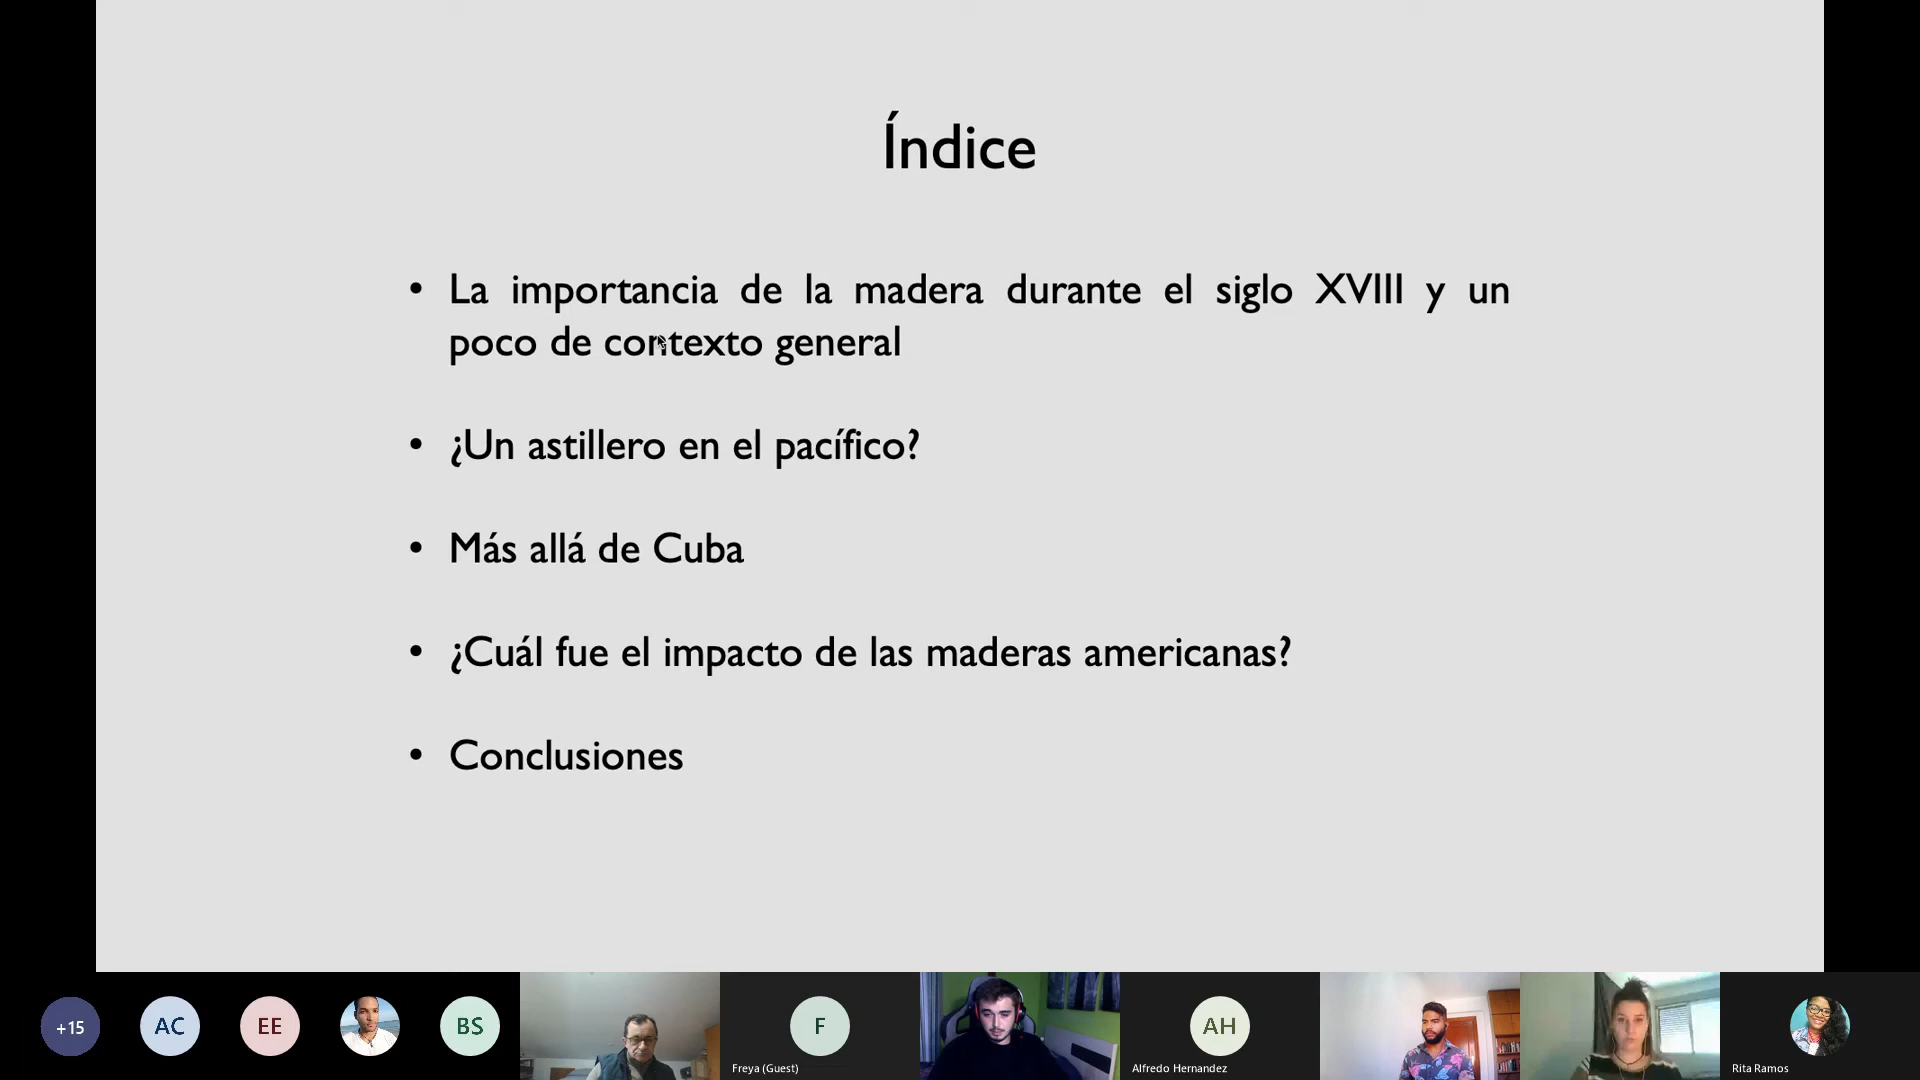 Índice
• La importancia de la madera durante el siglo XVIII y un
poco de contexto general
• ¿Un astillero en el pacífico?
• Más allá de Cuba
• ¿Cuál fue el impacto de las maderas americanas?
• Conclusiones
+15
AC
EE
BS
F
Freya (Guest)
AH
Alfredo Hernandez
Rita Ramos